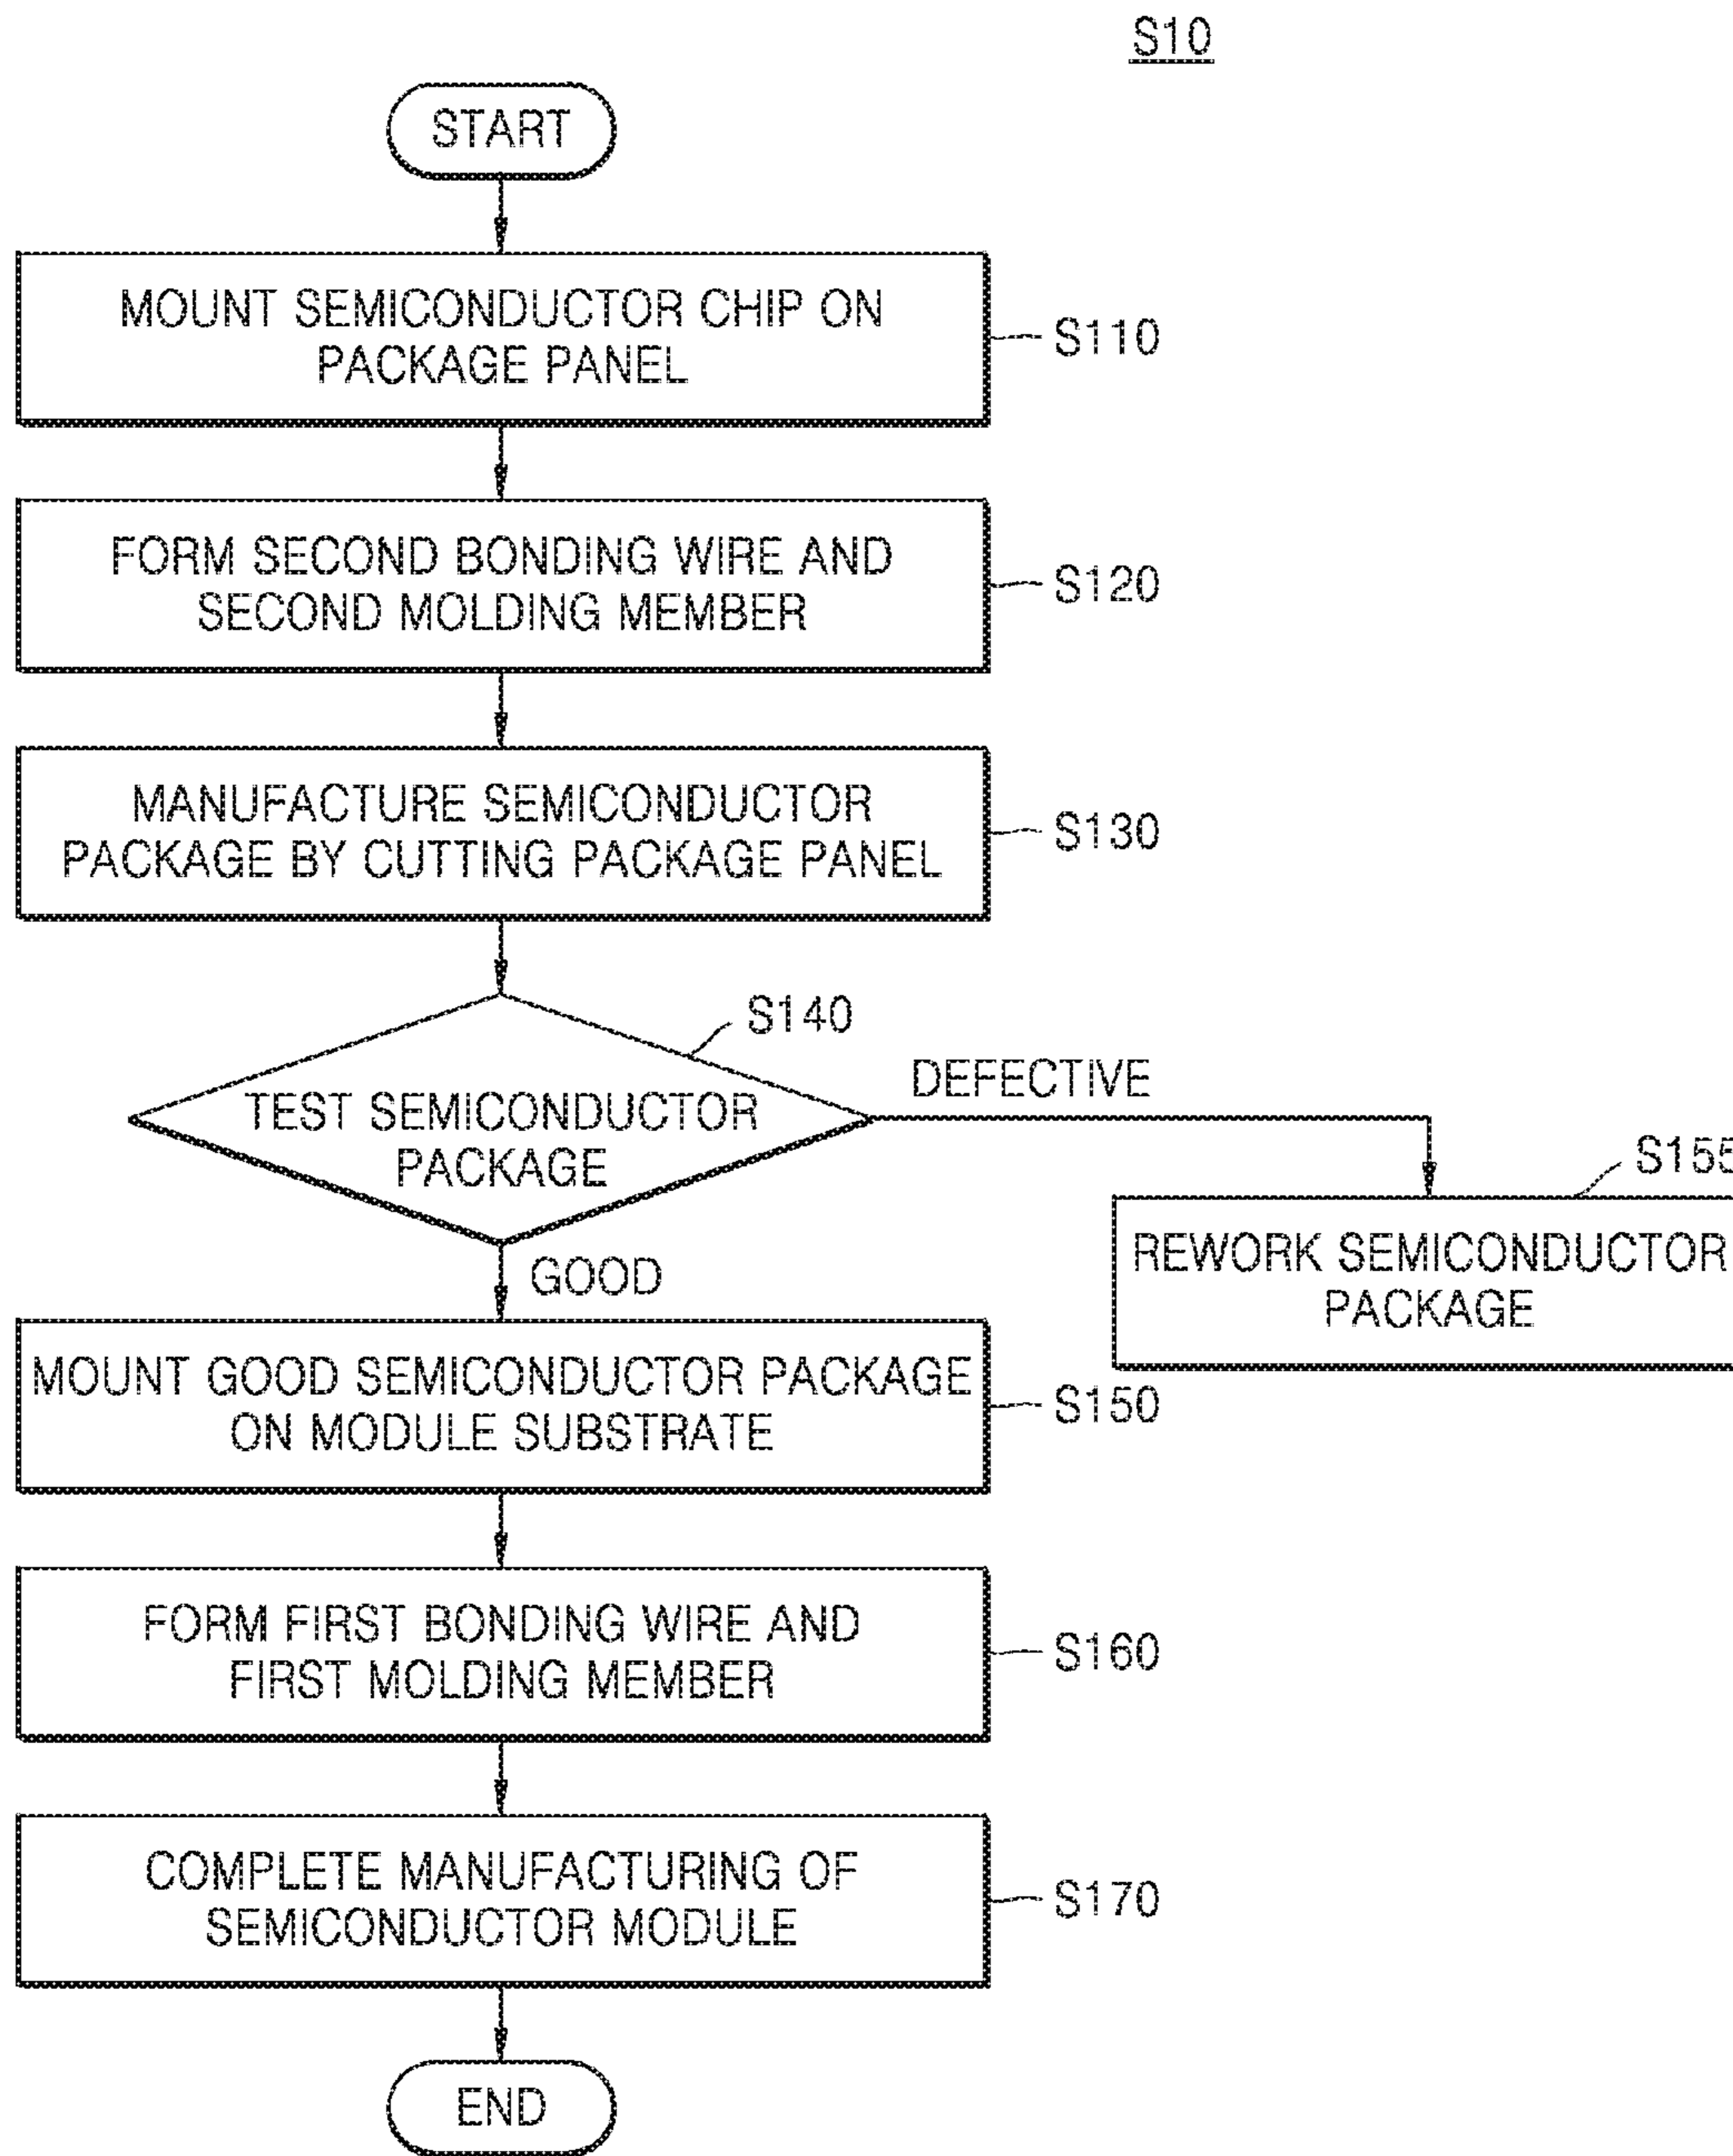 S10
START
MOUNT SEMICONDUCTOR CHIP ON
PACKAGE PANEL
S110
FORM SECOND BONDING WIRE AND
SECOND MOLDING MEMBER
S120
MANUFACTURE SEMICONDUCTOR
PACKAGE BY CUTTING PACKAGE PANEL
S130
S140
TEST SEMICONDUCTOR
PACKAGE
DEFECTIVE
S155
REWORK SEMICONDUCTOR
PACKAGE
GOOD
MOUNT GOOD SEMICONDUCTOR PACKAGE
ON MODULE SUBSTRATE
S150
FORM FIRST BONDING WIRE AND
FIRST MOLDING MEMBER
S160
COMPLETE MANUFACTURING OF
SEMICONDUCTOR MODULE
S170
END